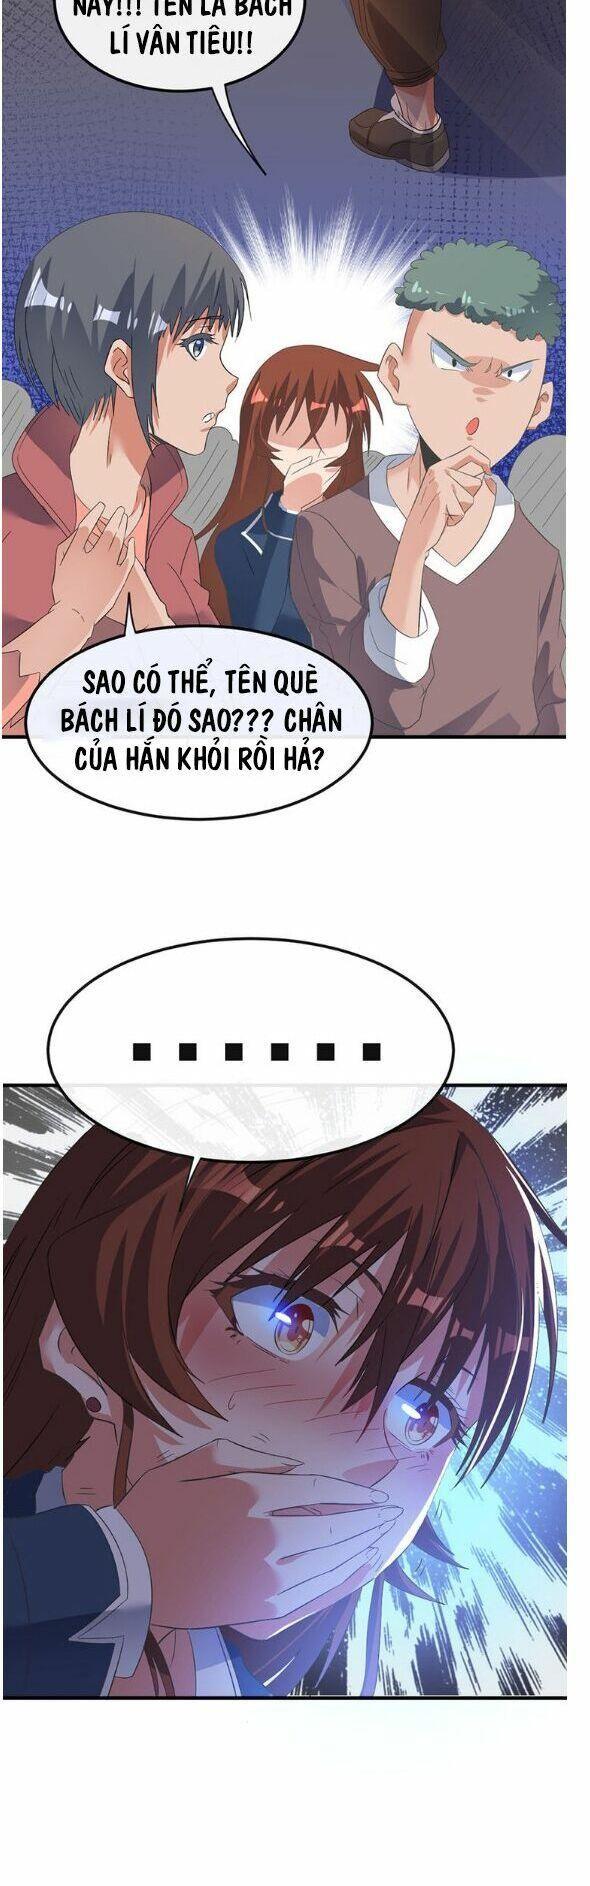 NÀY!!! TÊN LÀ BÁCH
LÍ VÂN TIÊU!!
SAO CÓ THỂ, TÊN QUÈ
BÁCH LÍ ĐÓ SAO??? CHÂN
CỦA HẮN KHỎI RỒI HẢ?
......